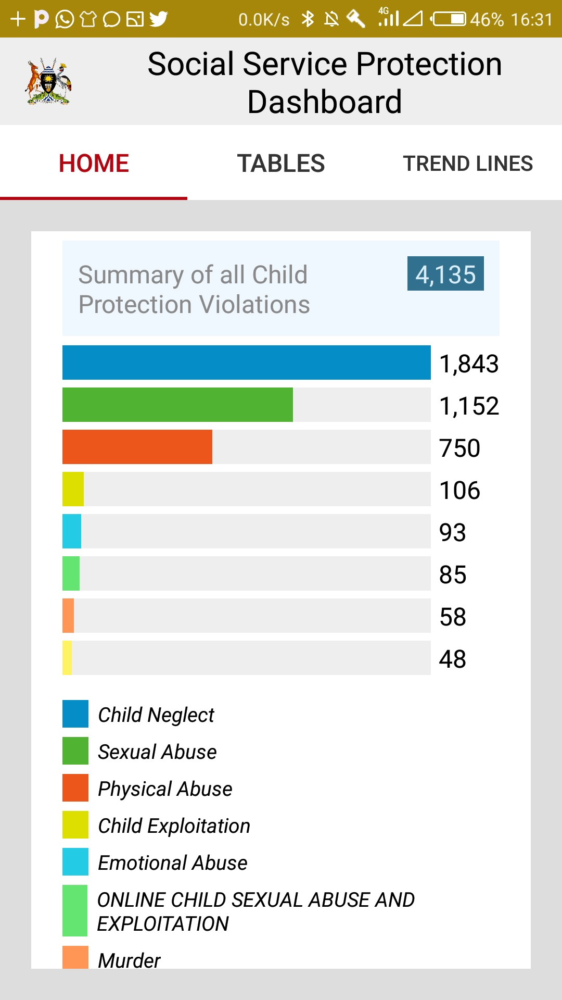 0.0K/s 4G 46% 16:31
Social Service Protection
Dashboard
HOME TABLES TREND LINES
Summary of all Child
Protection Violations
4,135
1,843
1,152
750
106
93
85
58
48
Child Neglect
Sexual Abuse
Physical Abuse
Child Exploitation
Emotional Abuse
ONLINE CHILD SEXUAL ABUSE AND
EXPLOITATION
Murder